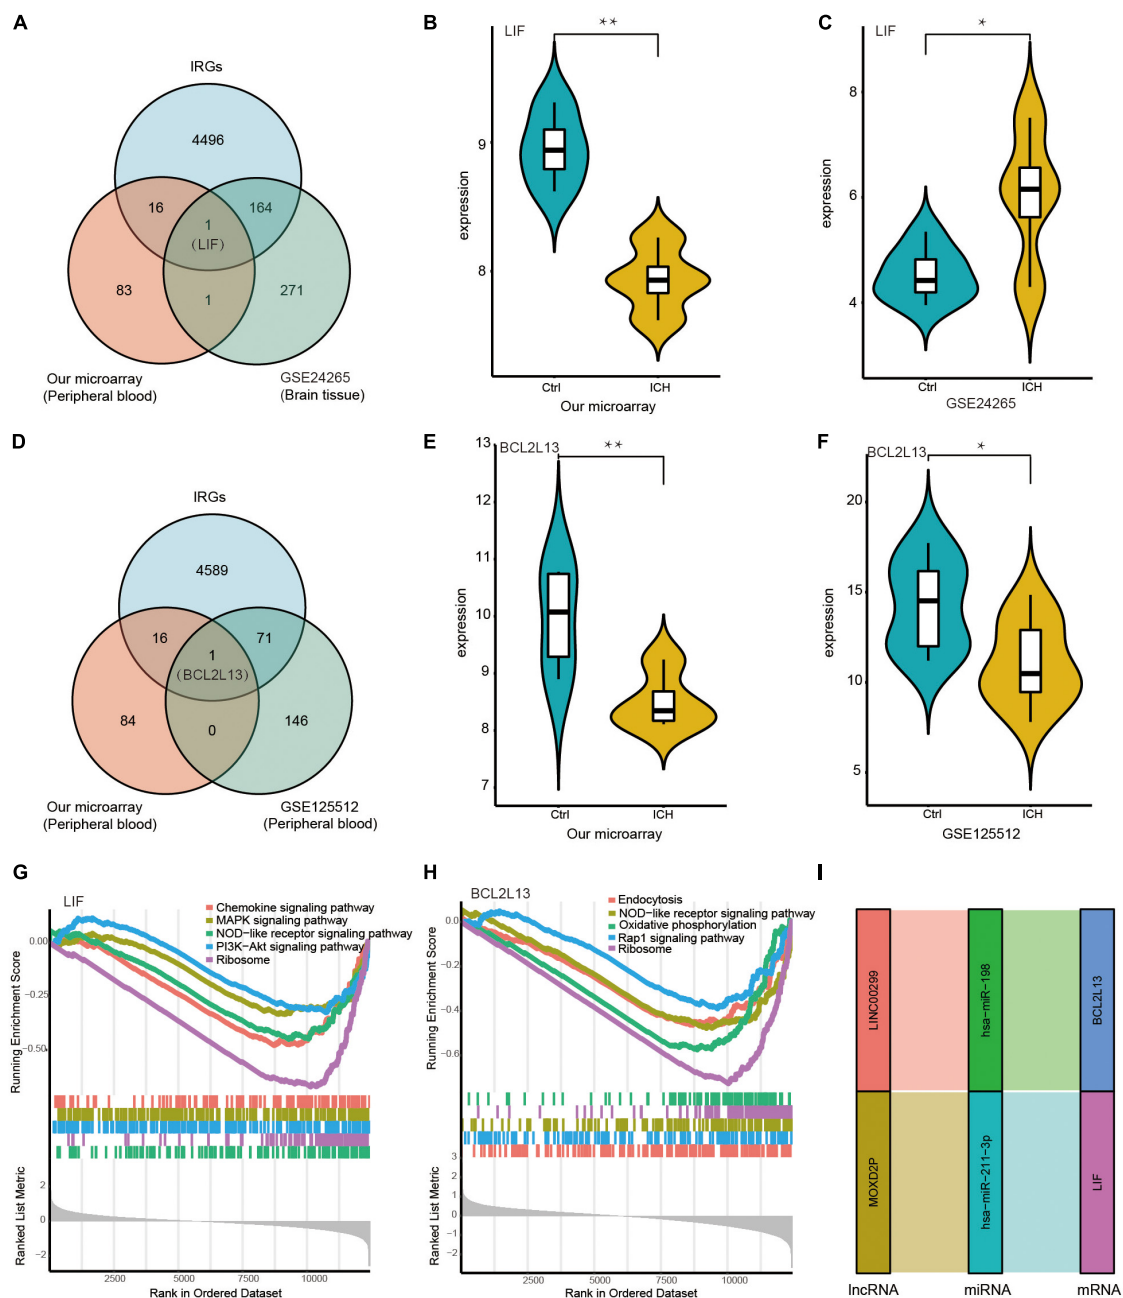 A
IRGs
4496
16
164
1
(LIF)
83
1
271
Our microarray
(Peripheral blood)
GSE24265
(Brain tissue)
B
LIF
**
expression
9
8
Ctrl
ICH
Our microarray
C
LIF
*
expression
8
6
4
Ctrl
ICH
GSE24265
D
IRGs
4589
16
71
1
(BCL2L13)
84
0
146
Our microarray
(Peripheral blood)
GSE125512
(Peripheral blood)
E
BCL2L13
**
expression
13
12
11
10
9
8
7
Ctrl
ICH
Our microarray
F
BCL2L13
*
expression
20
15
10
5
Ctrl
ICH
GSE125512
G
LIF
Chemokine signaling pathway
MAPK signaling pathway
NOD-like receptor signaling pathway
PI3K-Akt signaling pathway
Ribosome
Running Enrichment Score
0.00
-0.25
-0.50
Ranked List Metric
2
1
0
-1
-2
2500
5000
7500
10000
Rank in Ordered Dataset
H
BCL2L13
Endocytosis
NOD-like receptor signaling pathway
Oxidative phosphorylation
Rap1 signaling pathway
Ribosome
Running Enrichment Score
0.0
-0.2
-0.4
-0.6
Ranked List Metric
3
2
1
0
-1
-2
2500
5000
7500
10000
Rank in Ordered Dataset
I
LINC00299
hsa-miR-198
BCL2L13
MOXD2P
hsa-miR-211-3p
LIF
lncRNA
miRNA
mRNA